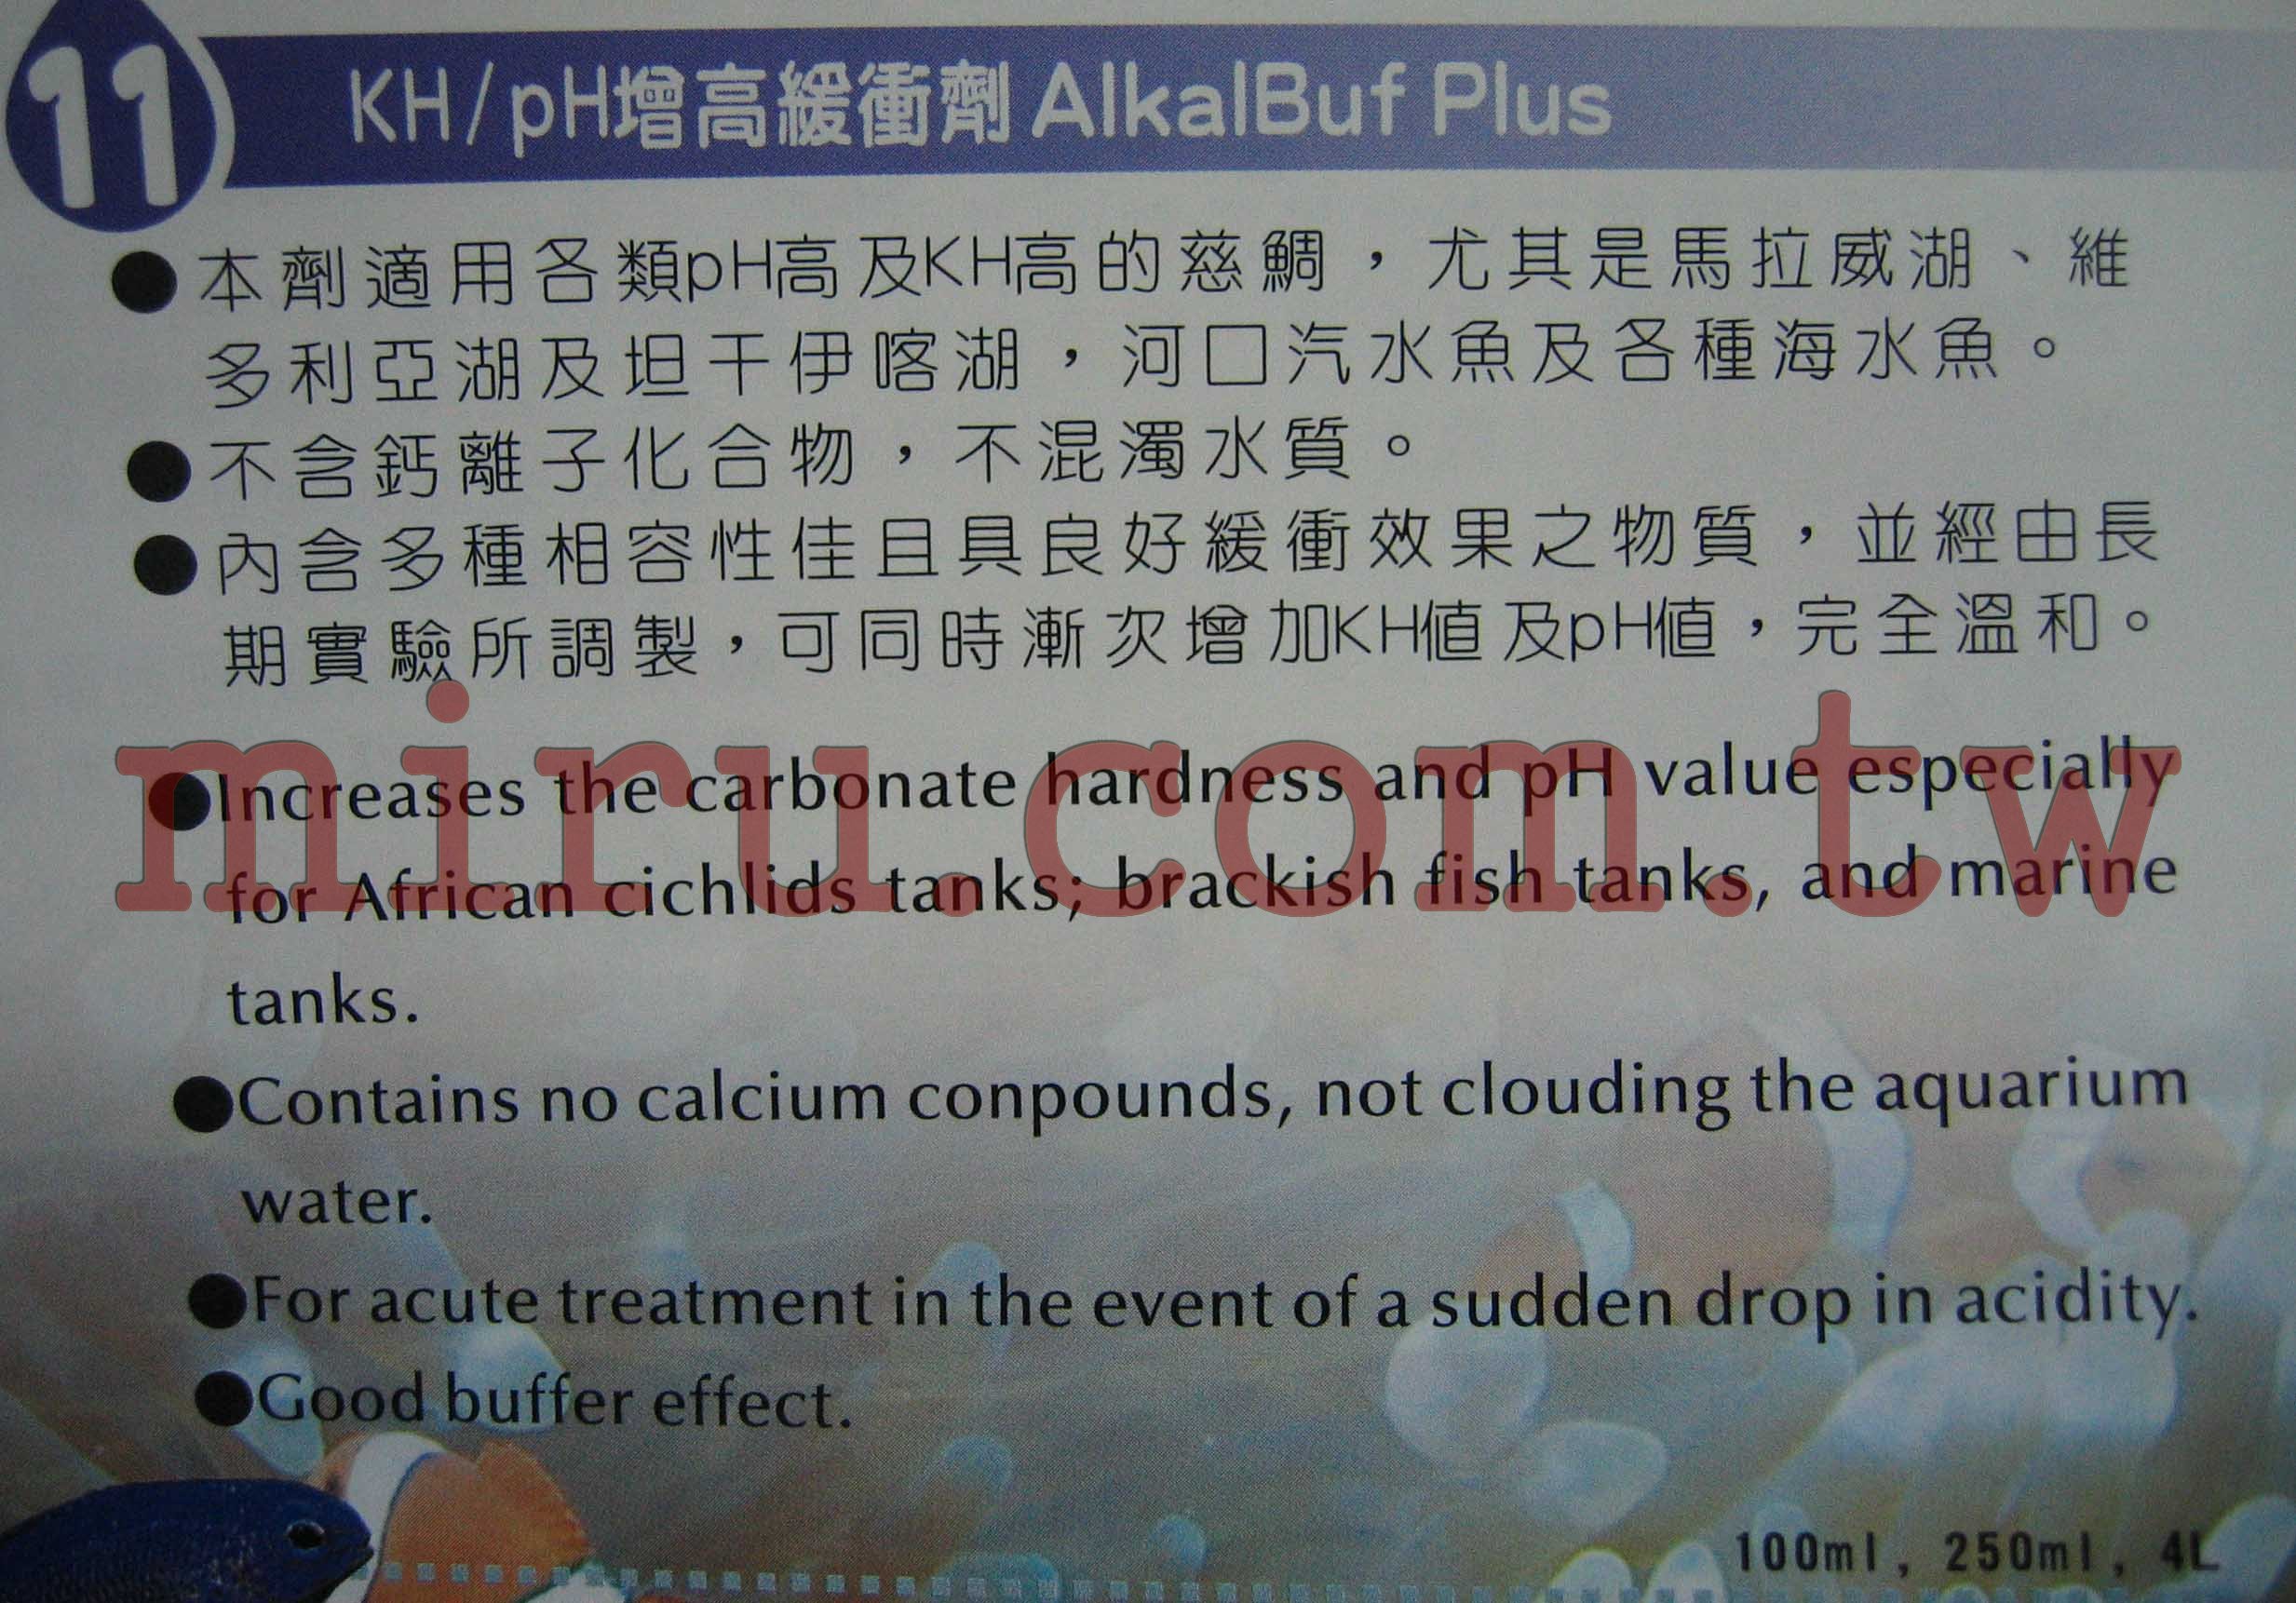 11
KH/pH增高緩衝劑 AlkalBuf Plus
●本劑適用各類pH高及KH高的慈鯛，尤其是馬拉威湖、維
多利亞湖及坦干伊喀湖，河口汽水魚及各種海水魚。
●不含鈣離子化合物，不混濁水質。
●內含多種相容性佳且具良好緩衝效果之物質，並經由長
期實驗所調製，可同時漸次增加KH值及pH值，完全溫和。
miru.com.tw
●Increases the carbonate hardness and pH value especially
for African cichlids tanks; brackish fish tanks, and marine
tanks.
●Contains no calcium conpounds, not clouding the aquarium
water.
●For acute treatment in the event of a sudden drop in acidity.
●Good buffer effect.
100ml, 250ml, 4L